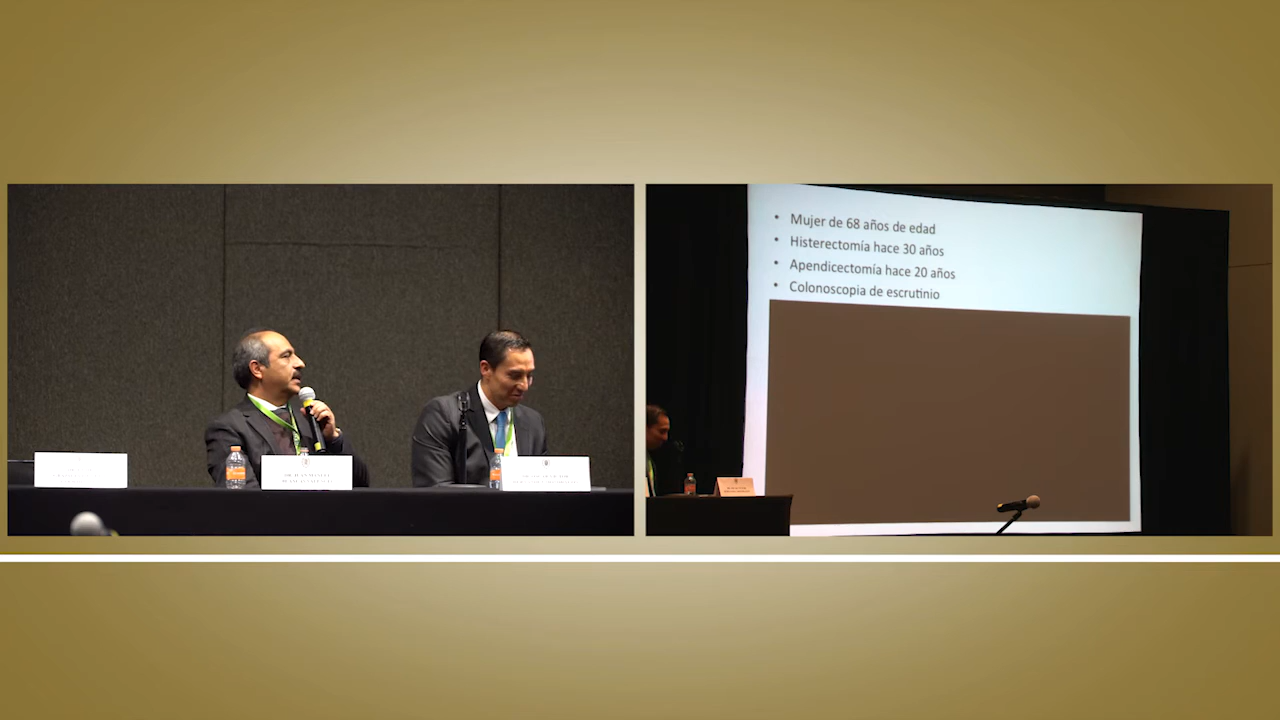 • Mujer de 68 años de edad
• Histerectomía hace 30 años
• Apendicectomía hace 20 años
• Colonoscopia de escrutinio